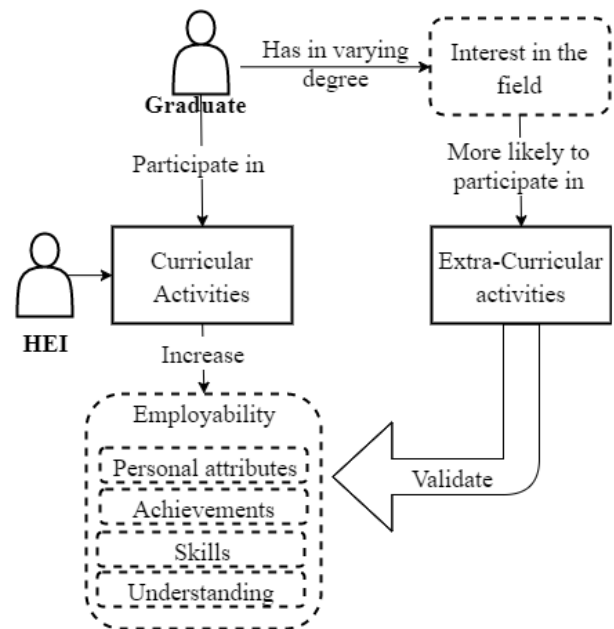 Has in varying
degree
Interest in the
field
Graduate
Participate in
More likely to
participate in
Curricular
Activities
Extra-Curricular
activities
HEI
Increase
Employability
Personal attributes
Achievements
Skills
Understanding
Validate